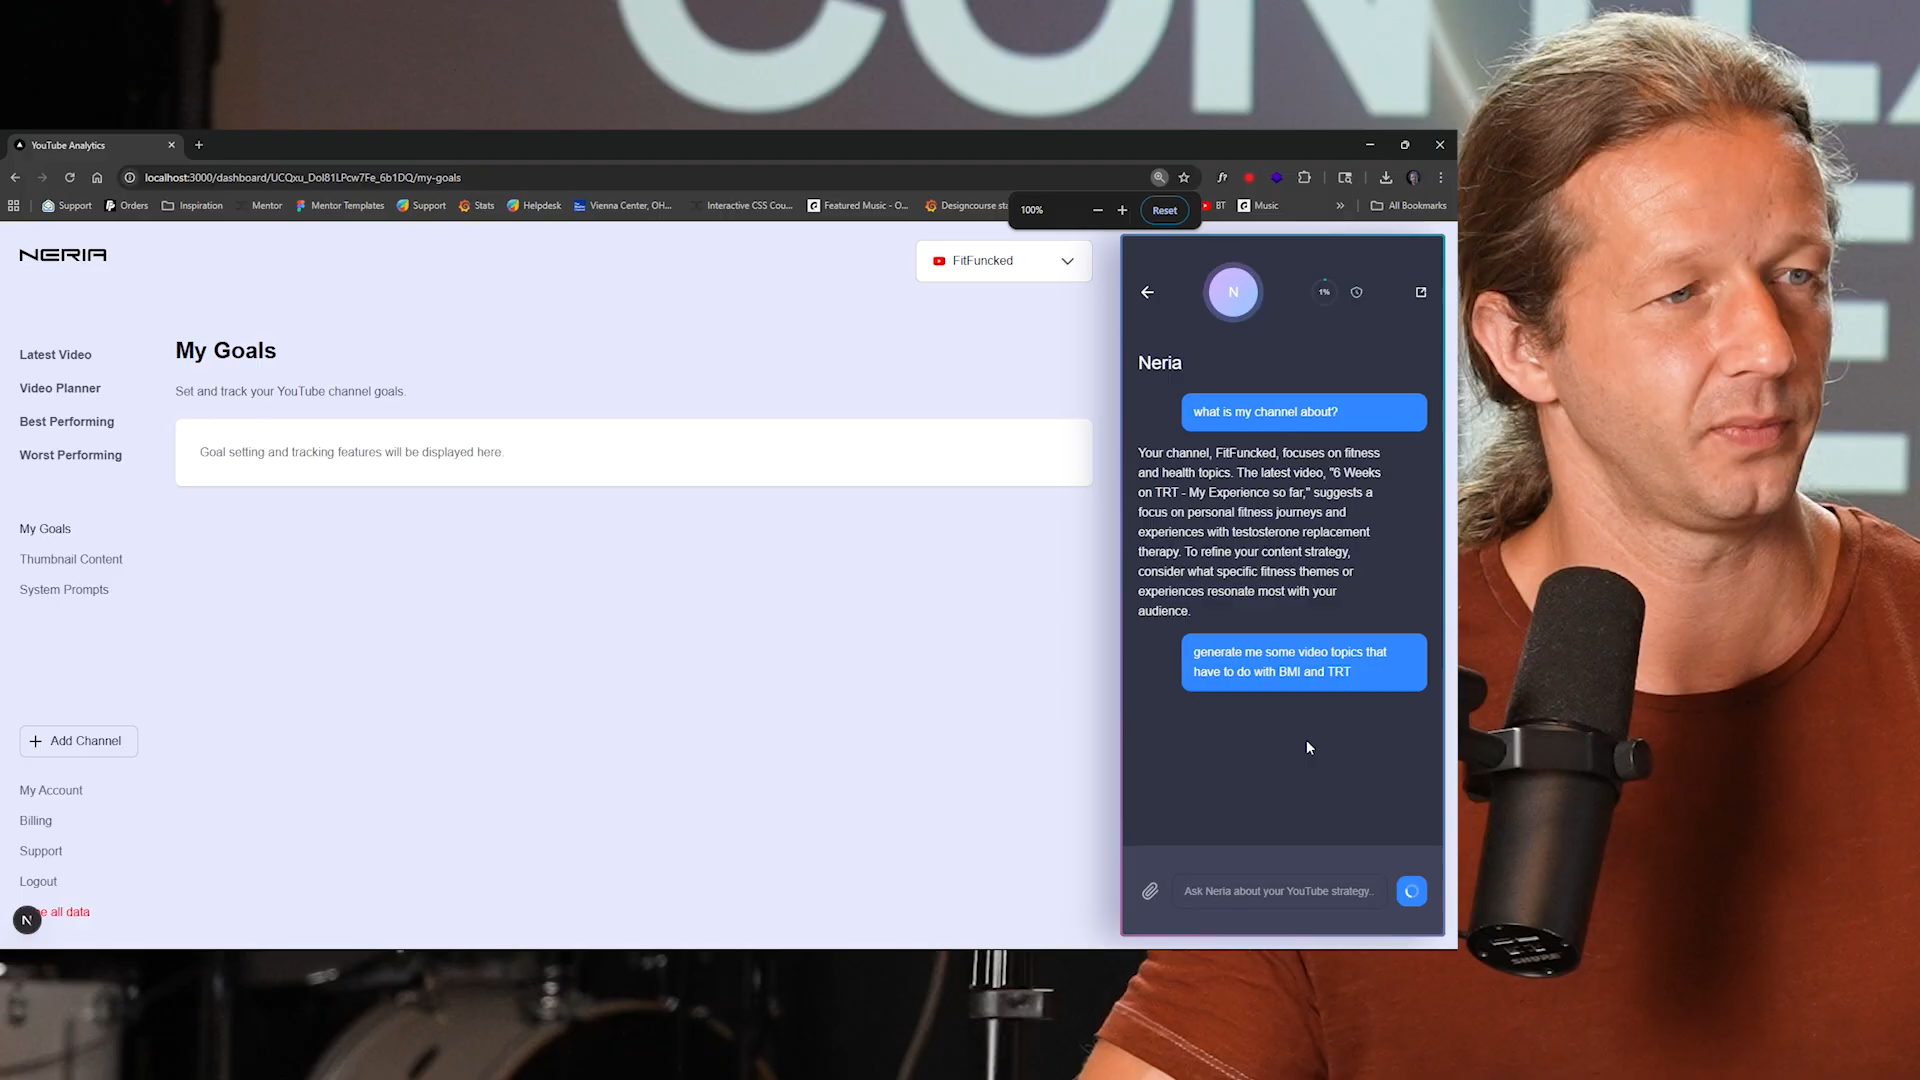 CONT
YouTube Analytics
localhost:3000/dashboard/UCQxu_Dol81LPcw7Fe_6b1DQ/my-goals
Support Orders Inspiration Mentor Mentor Templates Support Stats Helpdesk Vienna Center, OH... Interactive CSS Cou... Featured Music - O... Designcourse sta BT Music » All Bookmarks
100% Reset
NERIA
FitFuncked
Latest Video
Video Planner
Best Performing
Worst Performing
My Goals
Thumbnail Content
System Prompts
Add Channel
My Account
Billing
Support
Logout
e all data
N
My Goals
Set and track your YouTube channel goals.
Goal setting and tracking features will be displayed here.
N
1%
Neria
what is my channel about?
Your channel, FitFuncked, focuses on fitness
and health topics. The latest video, "6 Weeks
on TRT - My Experience so far," suggests a
focus on personal fitness journeys and
experiences with testosterone replacement
therapy. To refine your content strategy,
consider what specific fitness themes or
experiences resonate most with your
audience.
generate me some video topics that
have to do with BMI and TRT
Ask Neria about your YouTube strategy..
SHURE